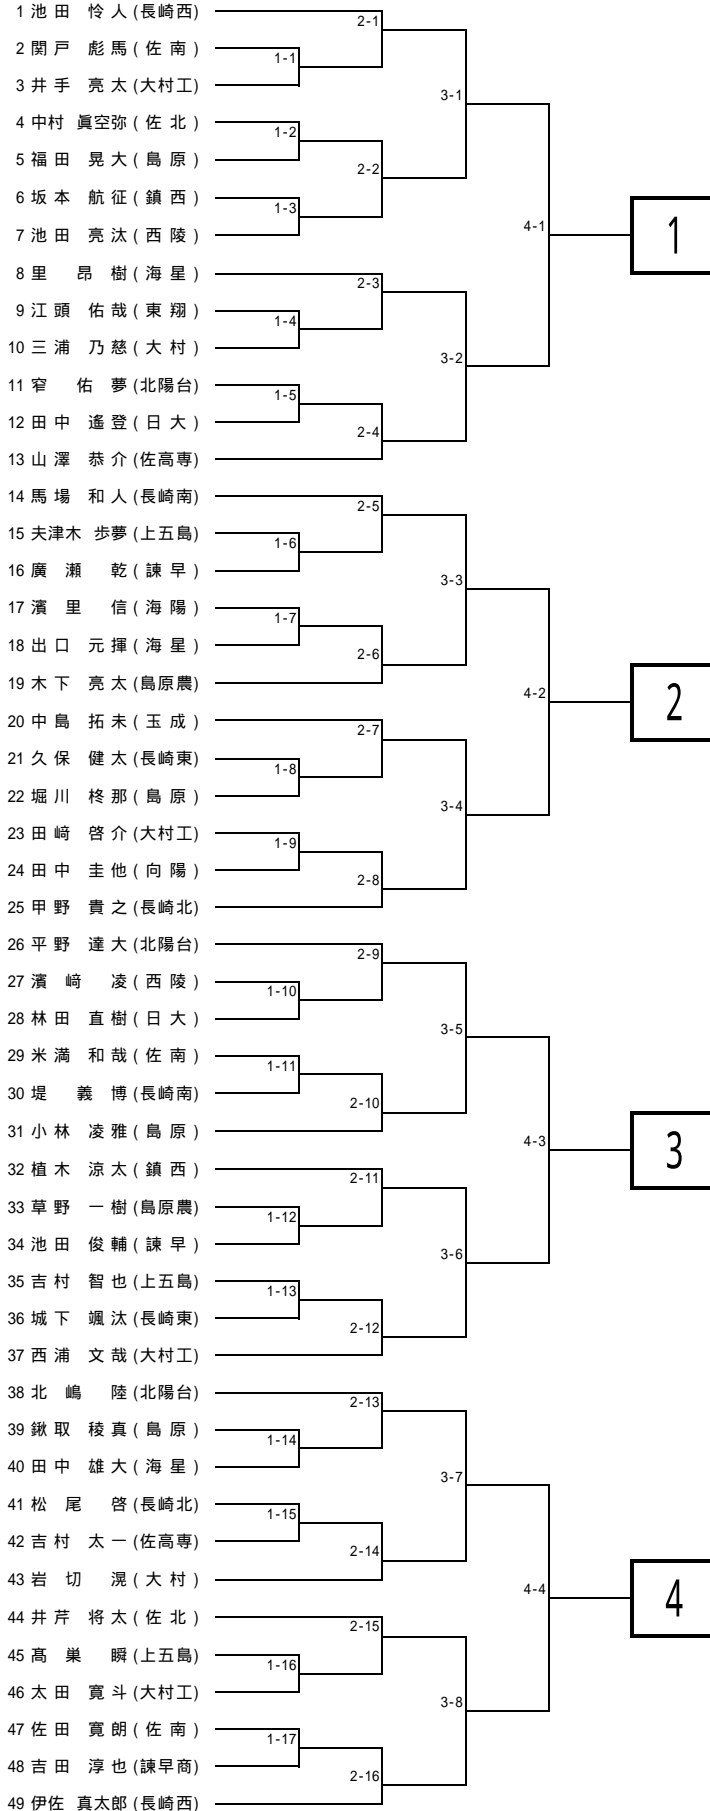 1 池田 怜人 (長崎西)
2-1
2 関戸 彪馬 (佐南)
1-1
3 井手 亮太 (大村工)
3-1
4 中村 眞空弥 (佐北)
1-2
5 福田 晃大 (島原)
2-2
6 坂本 航征 (鎮西)
1-3
7 池田 亮汰 (西陵)
4-1
1
8 里 昂樹 (海星)
2-3
9 江頭 佑哉 (東翔)
1-4
10 三浦 乃慈 (大村)
3-2
11 窄 佑夢 (北陽台)
1-5
12 田中 遙登 (日大)
2-4
13 山澤 恭介 (佐高専)
14 馬場 和人 (長崎南)
2-5
15 夫津木 歩夢 (上五島)
1-6
16 廣瀬 乾 (諫早)
3-3
17 濱里 信 (海陽)
1-7
18 出口 元揮 (海星)
2-6
19 木下 亮太 (島原農)
4-2
2
20 中島 拓未 (玉成)
2-7
21 久保 健太 (長崎東)
1-8
22 堀川 柊那 (島原)
3-4
23 田﨑 啓介 (大村工)
1-9
24 田中 圭他 (向陽)
2-8
25 甲野 貴之 (長崎北)
26 平野 達大 (北陽台)
2-9
27 濱﨑 凌 (西陵)
1-10
28 林田 直樹 (日大)
3-5
29 米満 和哉 (佐南)
1-11
30 堤 義博 (長崎南)
2-10
31 小林 凌雅 (島原)
4-3
3
32 植木 涼太 (鎮西)
2-11
33 草野 一樹 (島原農)
1-12
34 池田 俊輔 (諫早)
3-6
35 吉村 智也 (上五島)
1-13
36 城下 颯汰 (長崎東)
2-12
37 西浦 文哉 (大村工)
38 北嶋 陸 (北陽台)
2-13
39 鍬取 稜真 (島原)
1-14
40 田中 雄大 (海星)
3-7
41 松尾 啓 (長崎北)
1-15
42 吉村 太一 (佐高専)
2-14
43 岩切 滉 (大村)
4-4
4
44 井芹 将太 (佐北)
2-15
45 髙巣 瞬 (上五島)
1-16
46 太田 寛斗 (大村工)
3-8
47 佐田 寛朗 (佐南)
1-17
48 吉田 淳也 (諫早商)
2-16
49 伊佐 真太郎 (長崎西)